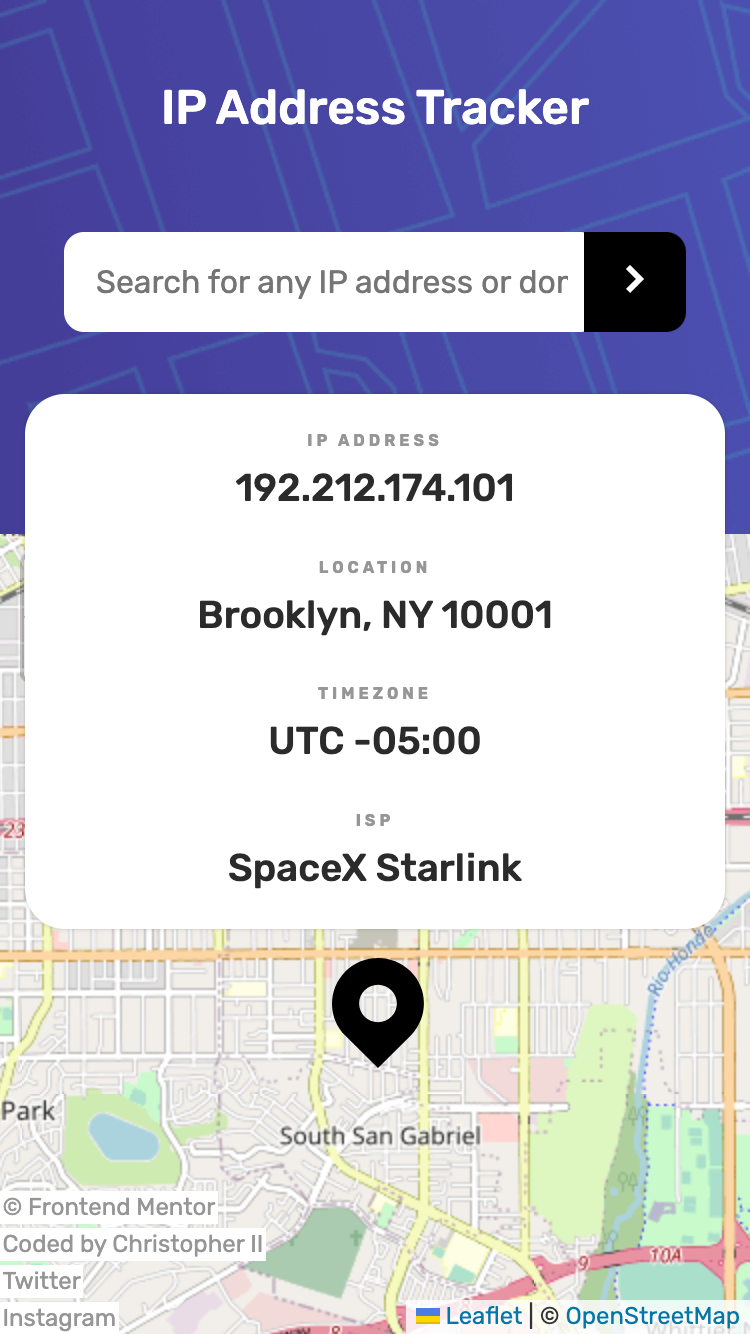 IP Address Tracker
Search for any IP address or dor
IP ADDRESS
192.212.174.101
LOCATION
Brooklyn, NY 10001
TIMEZONE
UTC -05:00
ISP
SpaceX Starlink
23
Rio Hondo
Park
South San Gabriel
9
10A
© Frontend Mentor
Coded by Christopher II
Twitter
Instagram
8
Leaflet | © OpenStreetMap